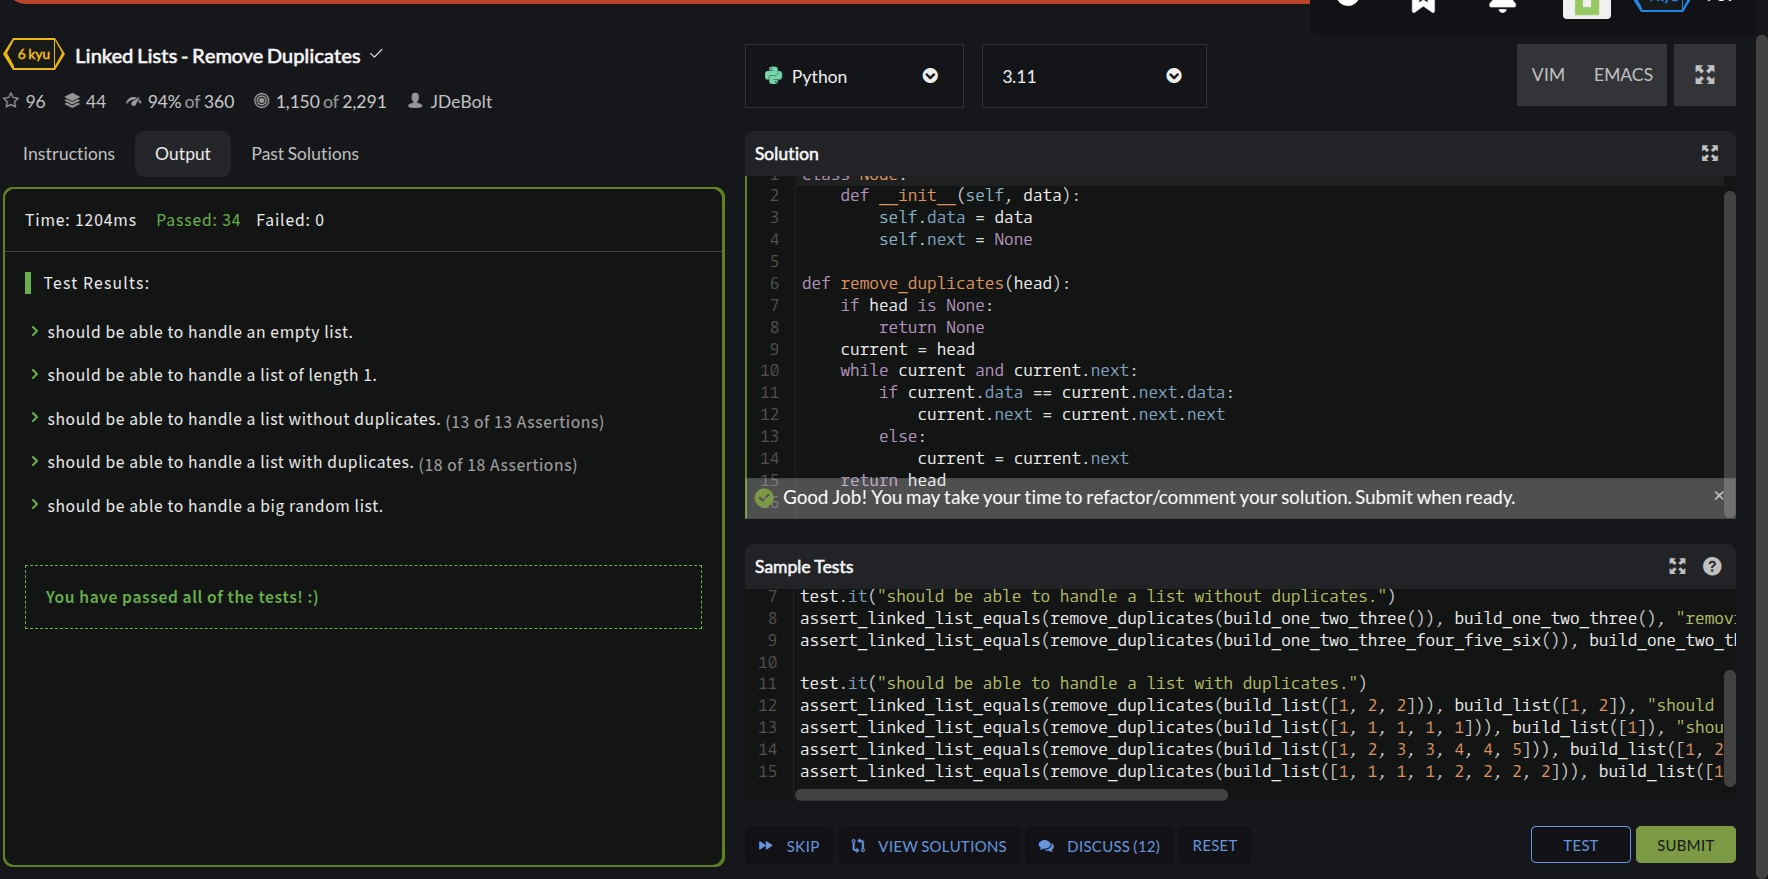 6 kyu Linked Lists - Remove Duplicates
96 44 94% of 360 1,150 of 2,291 JDeBolt
Instructions Output Past Solutions
Time: 1204ms Passed: 34 Failed: 0
Test Results:
should be able to handle an empty list.
should be able to handle a list of length 1.
should be able to handle a list without duplicates. (13 of 13 Assertions)
should be able to handle a list with duplicates. (18 of 18 Assertions)
should be able to handle a big random list.
You have passed all of the tests! :)
Python 3.11 VIM EMACS
Solution
1 class Node:
2 def __init__(self, data):
3 self.data = data
4 self.next = None
5
6 def remove_duplicates(head):
7 if head is None:
8 return None
9 current = head
10 while current and current.next:
11 if current.data == current.next.data:
12 current.next = current.next.next
13 else:
14 current = current.next
15 return head
Good Job! You may take your time to refactor/comment your solution. Submit when ready.
Sample Tests
7 test.it("should be able to handle a list without duplicates.")
8 assert_linked_list_equals(remove_duplicates(build_one_two_three()), build_one_two_three(), "remov
9 assert_linked_list_equals(remove_duplicates(build_one_two_three_four_five_six()), build_one_two_t
10
11 test.it("should be able to handle a list with duplicates.")
12 assert_linked_list_equals(remove_duplicates(build_list([1, 2, 2])), build_list([1, 2]), "should
13 assert_linked_list_equals(remove_duplicates(build_list([1, 1, 1, 1, 1])), build_list([1]), "shou
14 assert_linked_list_equals(remove_duplicates(build_list([1, 2, 3, 3, 4, 4, 5])), build_list([1, 2
15 assert_linked_list_equals(remove_duplicates(build_list([1, 1, 1, 1, 2, 2, 2, 2])), build_list([1
SKIP VIEW SOLUTIONS DISCUSS (12) RESET TEST SUBMIT